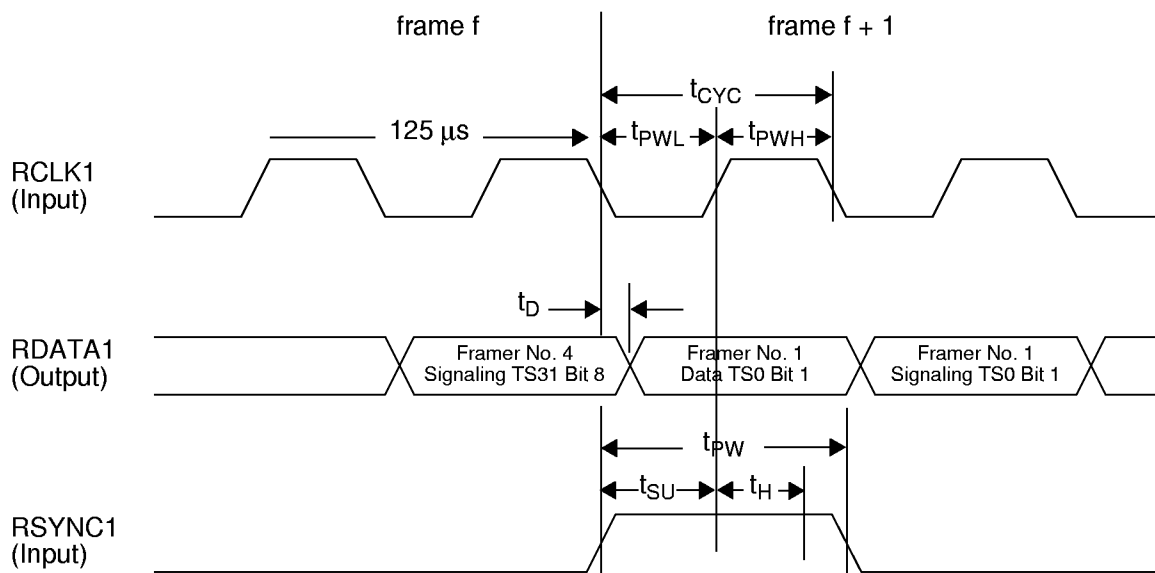 frame f
frame f + 1
tCYC
125 μs
tPWL
tPWH
RCLK1
(Input)
tD
RDATA1
(Output)
Framer No. 4
Signaling TS31 Bit 8
Framer No. 1
Data TS0 Bit 1
Framer No. 1
Signaling TS0 Bit 1
tPW
tSU
tH
RSYNC1
(Input)